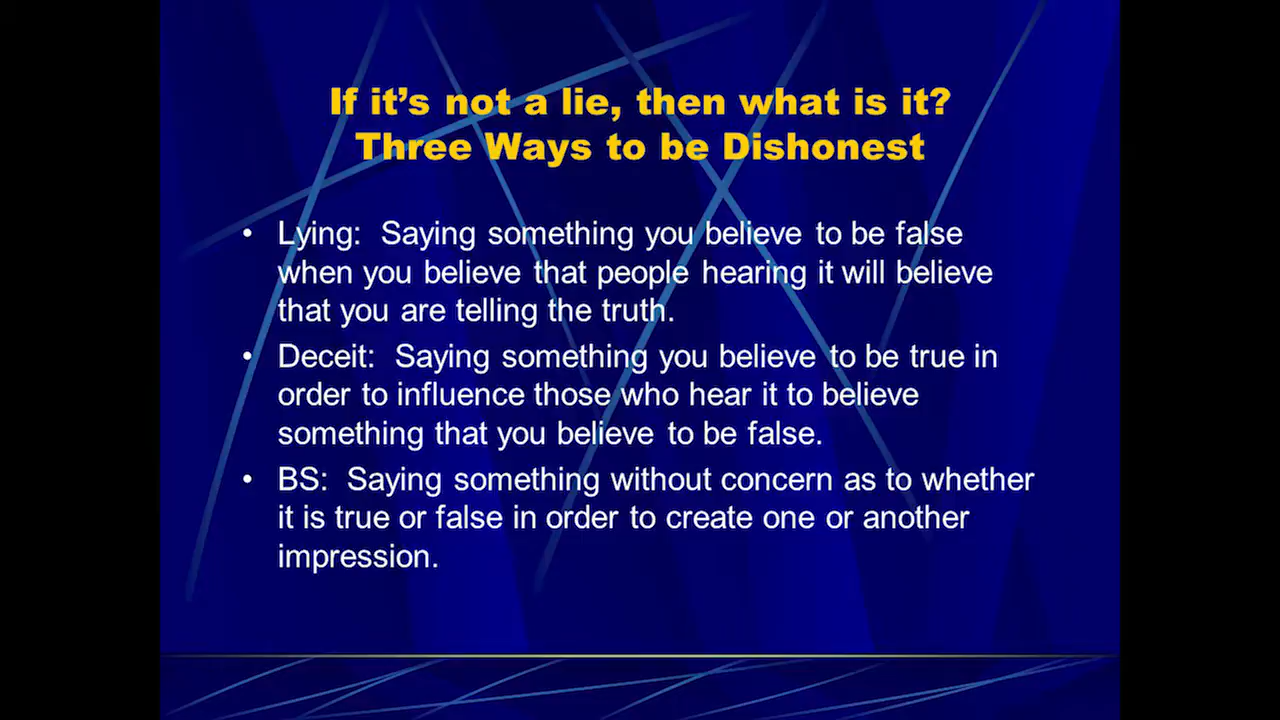 If it’s not a lie, then what is it?
Three Ways to be Dishonest
• Lying:  Saying something you believe to be false
when you believe that people hearing it will believe
that you are telling the truth.
• Deceit:  Saying something you believe to be true in
order to influence those who hear it to believe
something that you believe to be false.
• BS:  Saying something without concern as to whether
it is true or false in order to create one or another
impression.